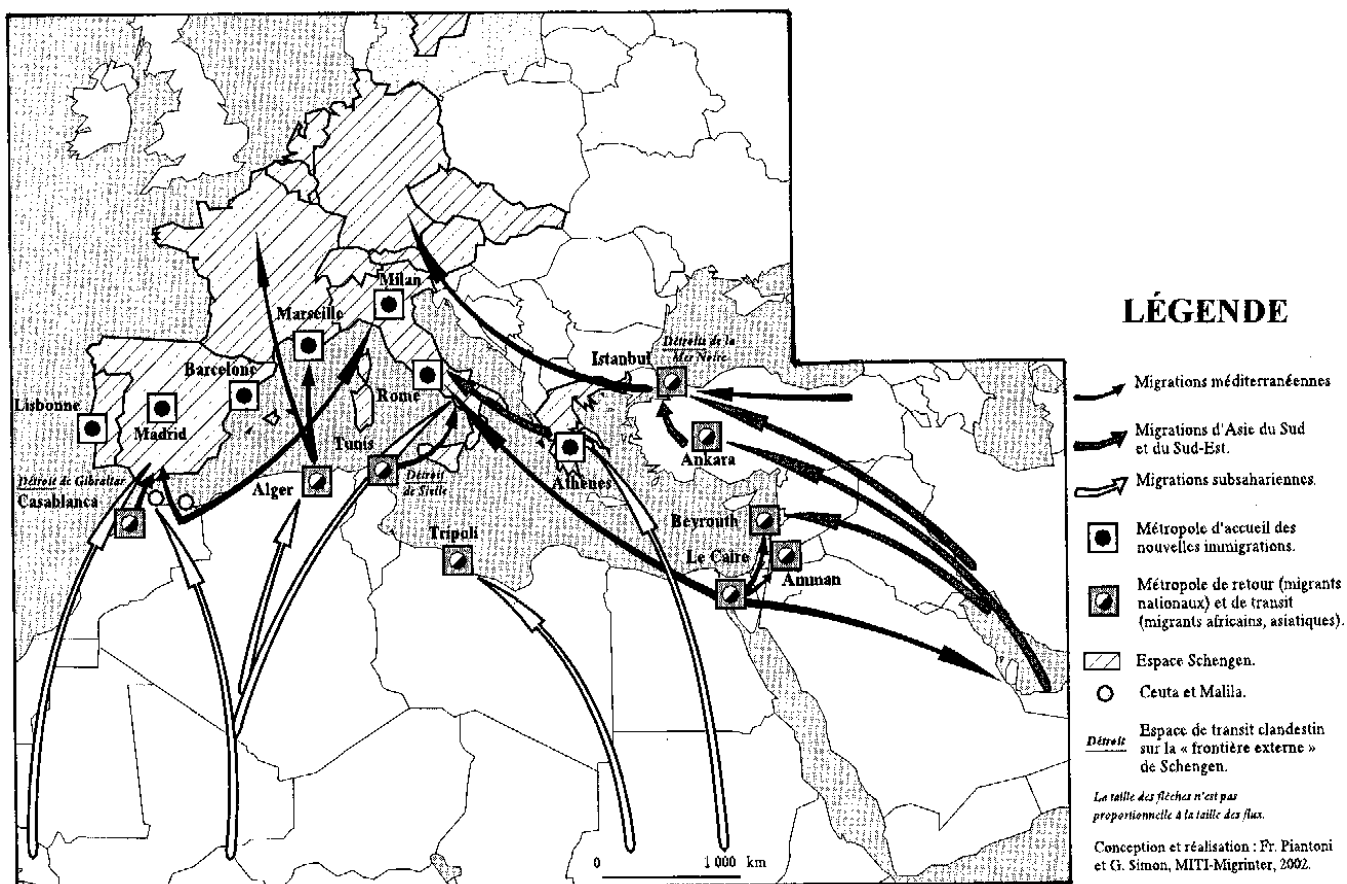 Milan
Marseille
Détroits de la
Mer Noire
Istanbul
Barcelone
Rome
Lisbonne
Madrid
Tunis
Ankara
Détroit de Gibraltar
Casablanca
Alger
Détroit
de Sicile
Athènes
Beyrouth
Tripoli
Le Caire
Amman
0 1 000 km
LÉGENDE
Migrations méditerranéennes
Migrations d'Asie du Sud
et du Sud-Est.
Migrations subsahariennes.
Métropole d'accueil des
nouvelles immigrations.
Métropole de retour (migrants
nationaux) et de transit
(migrants africains, asiatiques).
Espace Schengen.
Ceuta et Malila.
Détroit
Espace de transit clandestin
sur la « frontière externe »
de Schengen.
La taille des flèches n'est pas
proportionnelle à la taille des flux.
Conception et réalisation : Fr. Piantoni
et G. Simon, MITI-Migrinter, 2002.